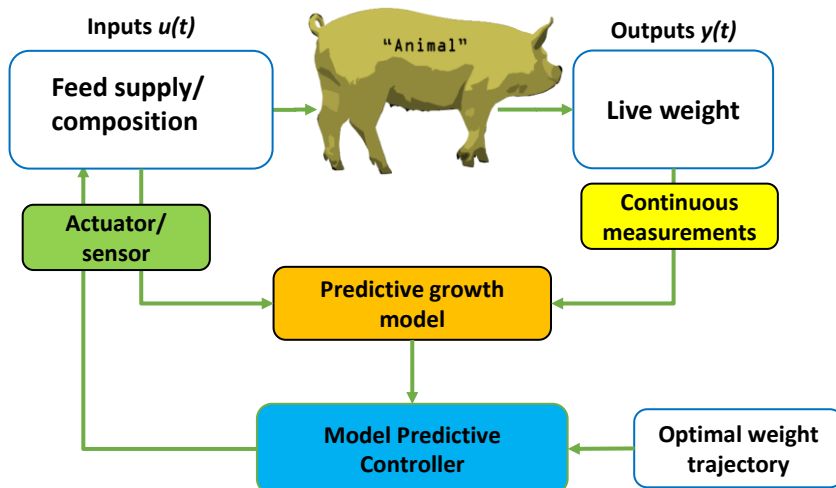 Inputs u(t)
"Animal"
Outputs y(t)
Feed supply/
composition
Live weight
Actuator/
sensor
Continuous
measurements
Predictive growth
model
Model Predictive
Controller
Optimal weight
trajectory